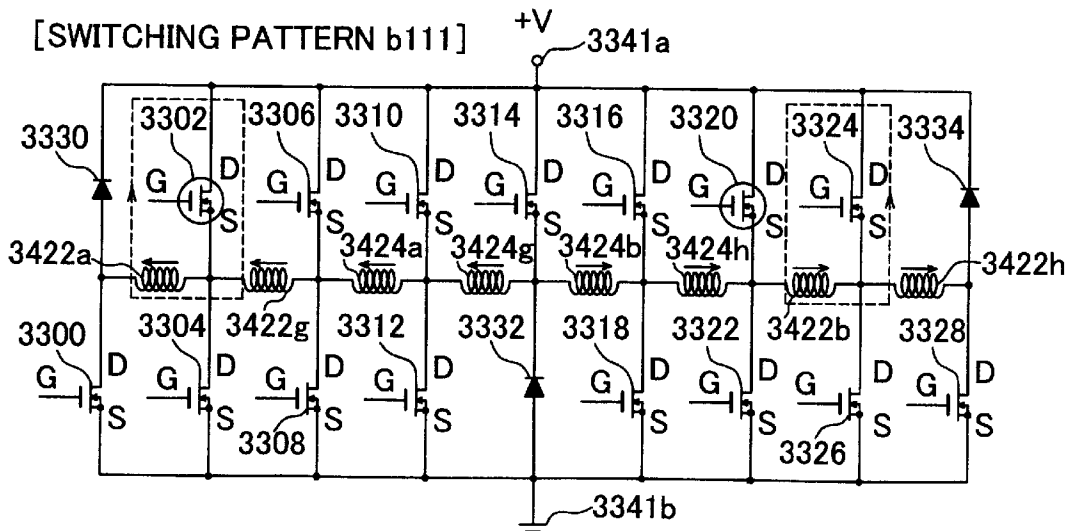 [SWITCHING PATTERN b111]
+V
3341a
3330
3302
3306
3310
3314
3316
3320
3324
3334
G D S
G D S
G D S
G D S
G D S
G D S
G D S
3422a
3424a
3424g
3424b
3424h
3422h
3300
3304
3422g
3312
3332
3318
3322
3422b
3328
G D S
G D S
G D S
G D S
G D S
G D S
G D S
G D S
3308
3326
3341b